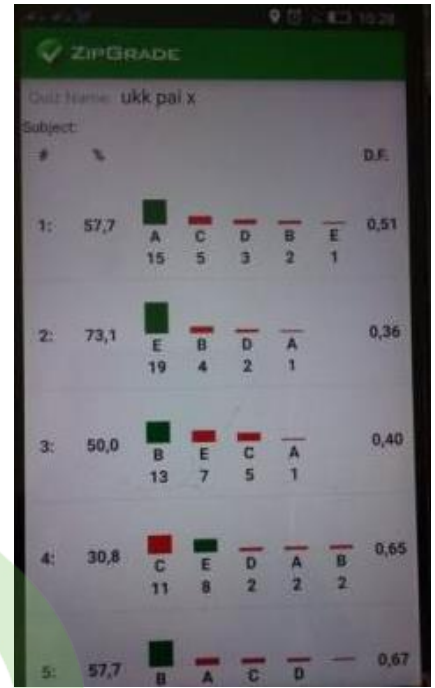 10:28
ZIPGRADE
Quiz Name: ukk pai x
Subject:
# % D.F.
1: 57,7 A C D B E 0,51
15 5 3 2 1
2: 73,1 E B D A 0,36
19 4 2 1
3: 50,0 B E C A 0,40
13 7 5 1
4: 30,8 C E D A B 0,65
11 8 2 2 2
5: 57,7 B A C D 0,67